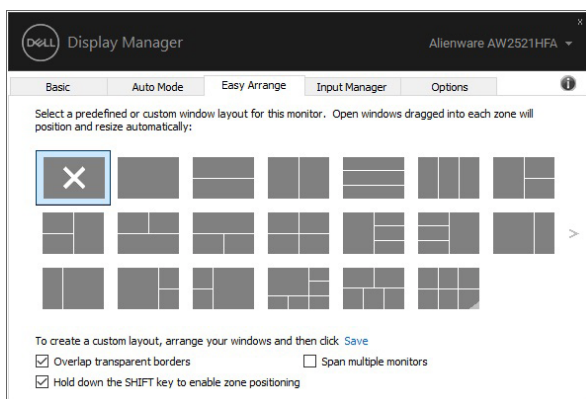 x
DELL Display Manager Alienware AW2521HFA
Basic Auto Mode Easy Arrange Input Manager Options i
Select a predefined or custom window layout for this monitor. Open windows dragged into each zone will
position and resize automatically:
>
To create a custom layout, arrange your windows and then click Save
Overlap transparent borders Span multiple monitors
Hold down the SHIFT key to enable zone positioning